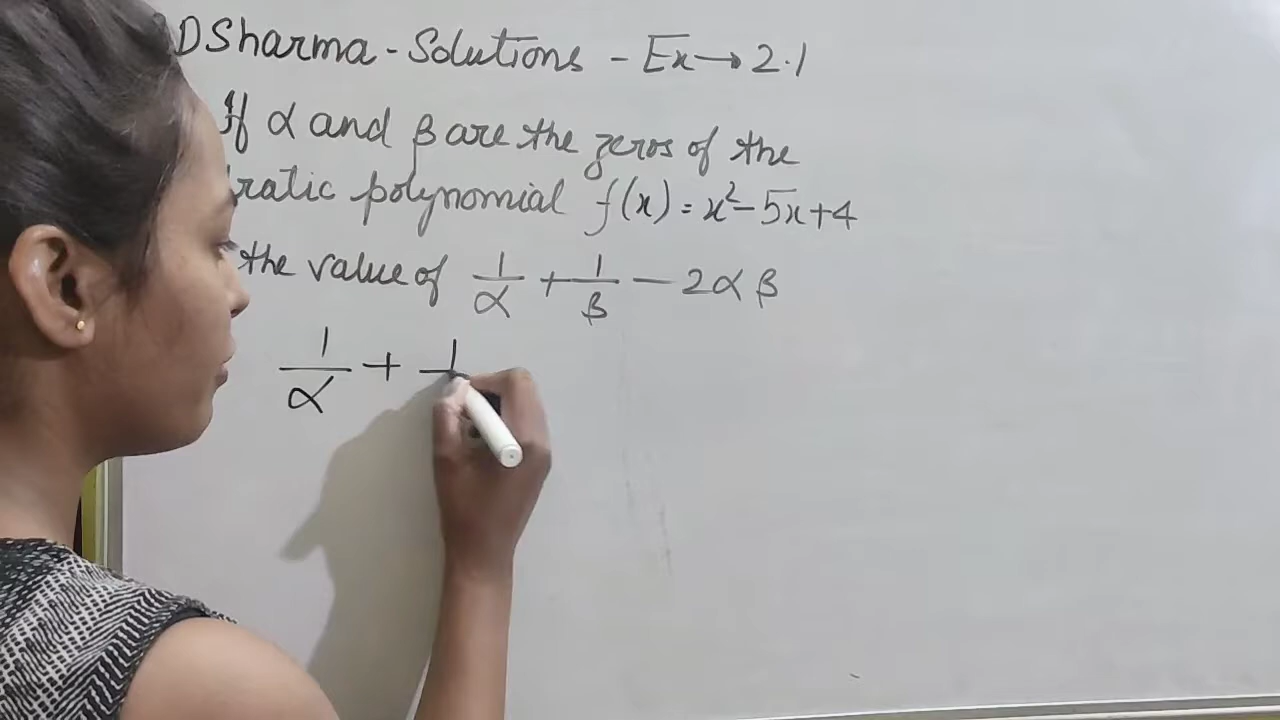 DSharma - Solutions - Ex → 2.1
If α and β are the zeros of the
ratic polynomial f(x) = x² - 5x + 4
the value of 1/α + 1/β - 2αβ
1/α + 1